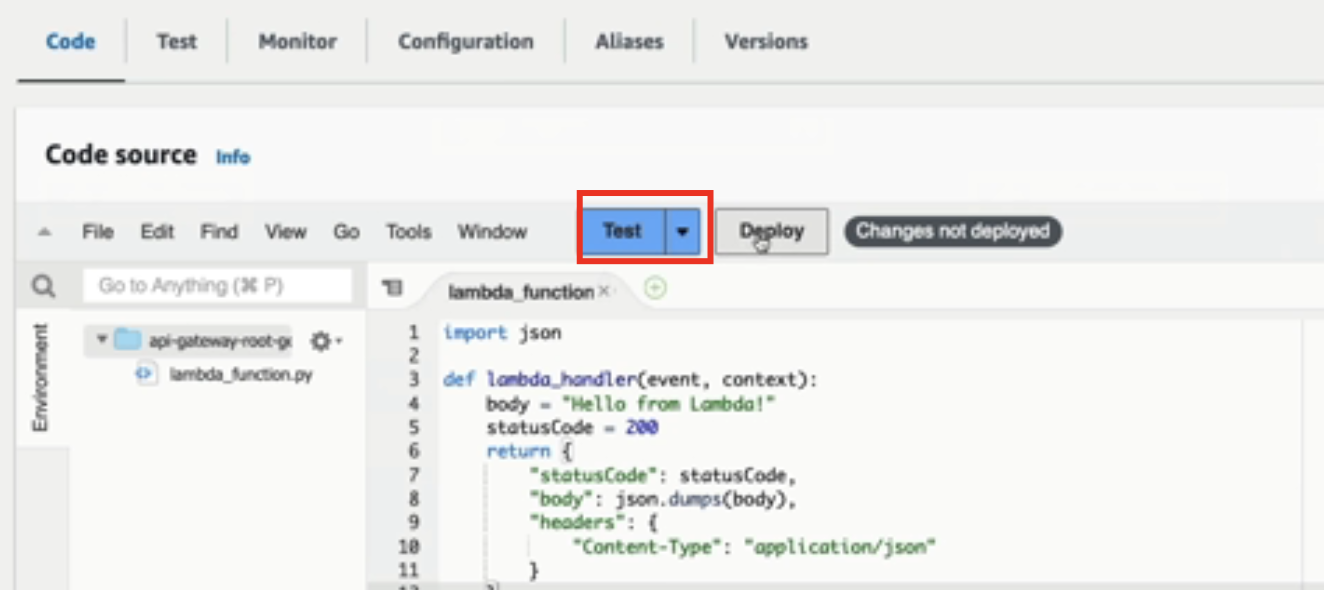 Code Test Monitor Configuration Aliases Versions
Code source Info
File Edit Find View Go Tools Window Test Deploy Changes not deployed
Go to Anything (⌘ P)
lambda_function
Environment
api-gateway-root-ge
lambda_function.py
1 import json
2
3 def lambda_handler(event, context):
4 body = "Hello from Lambda!"
5 statusCode = 200
6 return {
7 "statusCode": statusCode,
8 "body": json.dumps(body),
9 "headers": {
10 "Content-Type": "application/json"
11 }